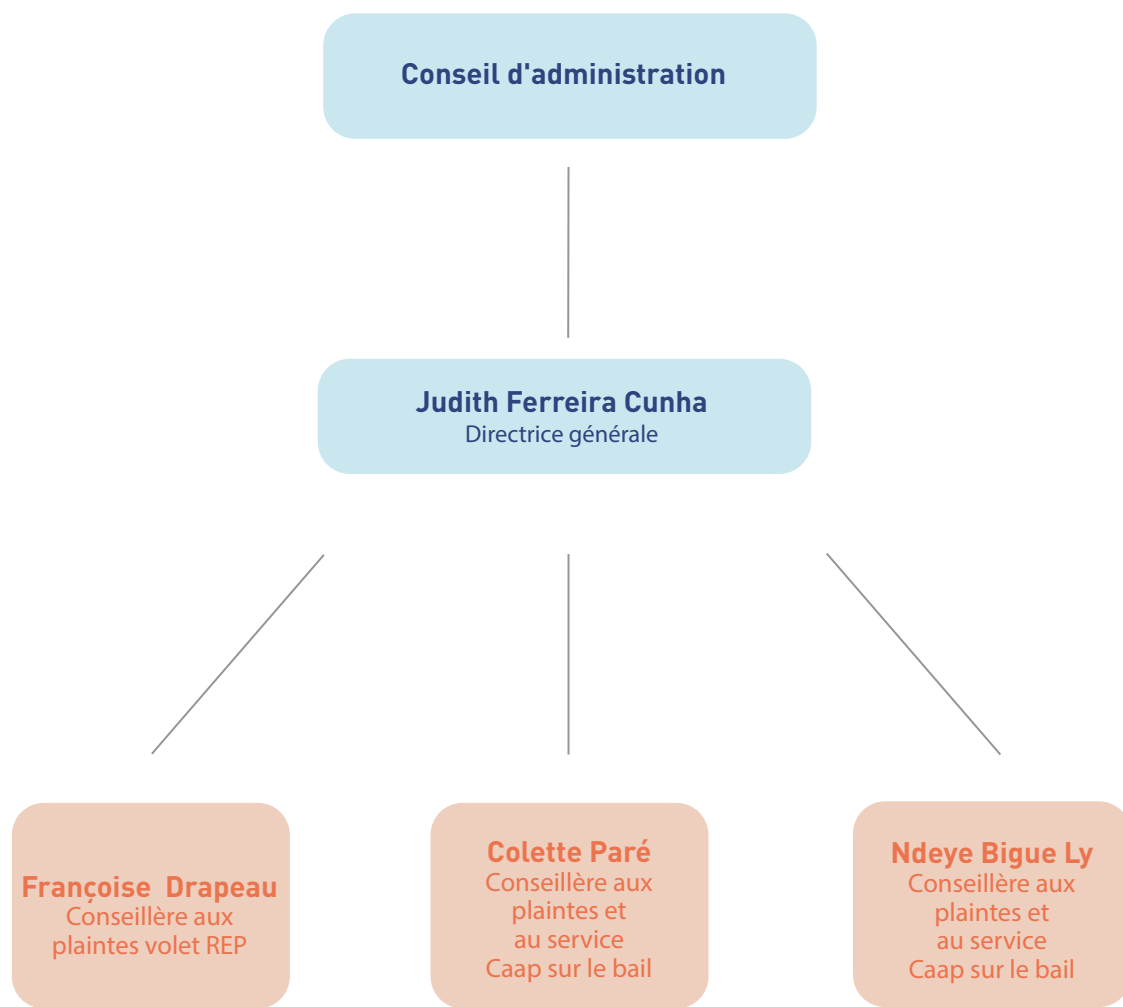 Conseil d'administration
Judith Ferreira Cunha
Directrice générale
Françoise Drapeau
Conseillère aux
plaintes volet REP
Colette Paré
Conseillère aux
plaintes et
au service
Caap sur le bail
Ndeye Bigue Ly
Conseillère aux
plaintes et
au service
Caap sur le bail